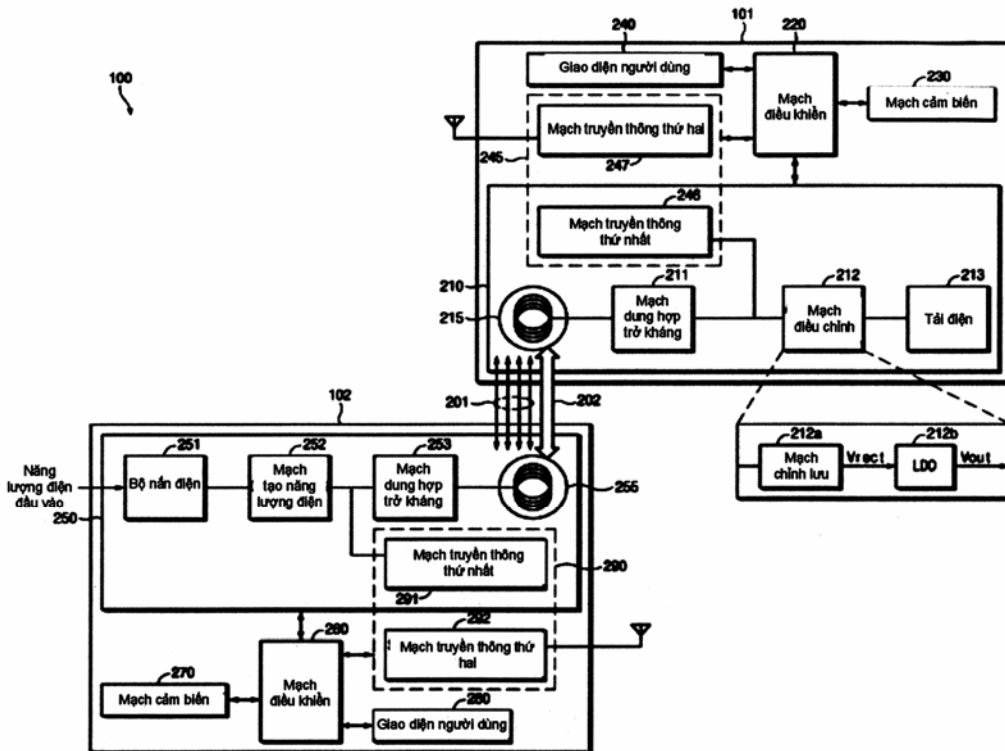 100
101
240
220
Giao diện người dùng
230
Mạch
điều khiển
Mạch cảm biến
Mạch truyền thông thứ hai
245
247
246
Mạch truyền thông
thứ nhất
210
211
212
213
215
Mạch
dung hợp
trở kháng
Mạch
điều chỉnh
Tải điện
201
202
102
212a
212b
Mạch
chỉnh lưu
Vrect
LDO
Vout
251
252
253
Năng
lượng điện
đầu vào
Bộ nắn điện
Mạch
tạo năng
lượng điện
Mạch
dung hợp
trở kháng
255
250
Mạch truyền thông
thứ nhất
290
291
292
Mạch truyền thông thứ
hai
280
270
Mạch cảm biến
Mạch
điều khiển
260
Giao diện người dùng